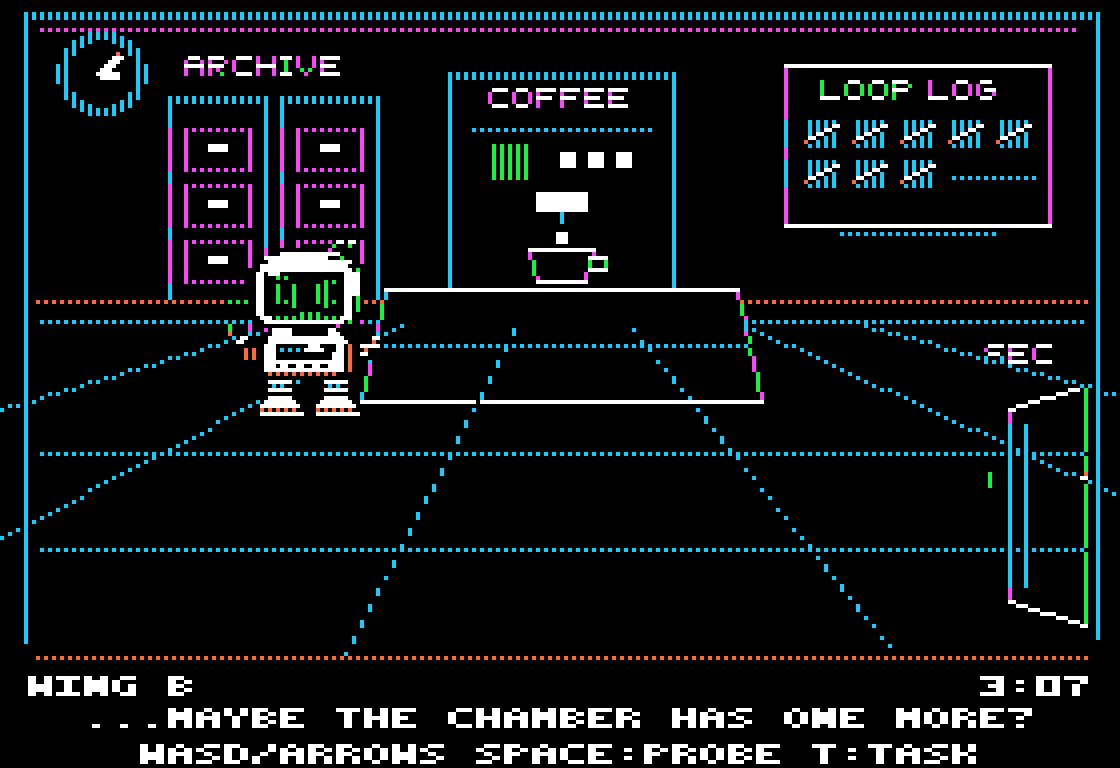 ARCHIVE
COFFEE
LOOP LOG
SEC
WING B
3:07
...MAYBE THE CHAMBER HAS ONE MORE?
WASD/ARROWS SPACE:PROBE T:TASK